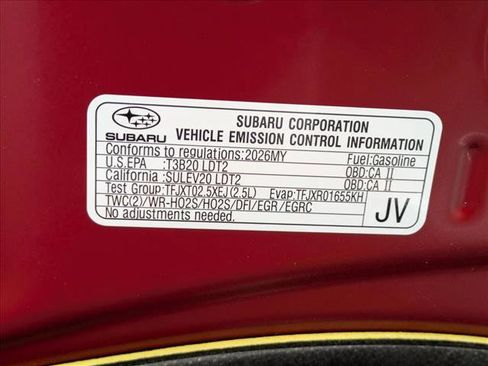 SUBARU
SUBARU CORPORATION
VEHICLE EMISSION CONTROL INFORMATION
Conforms to regulations:2026MY Fuel:Gasoline
U.S.EPA :T3B20 LDT2 OBD:CA II
California :SULEV20 LDT2 OBD:CA II
Test Group:TFJXT02.5XEJ(2.5L) Evap:TFJXR01655KH
TWC(2)/WR-HO2S/HO2S/DFI/EGR/EGRC
No adjustments needed.
JV